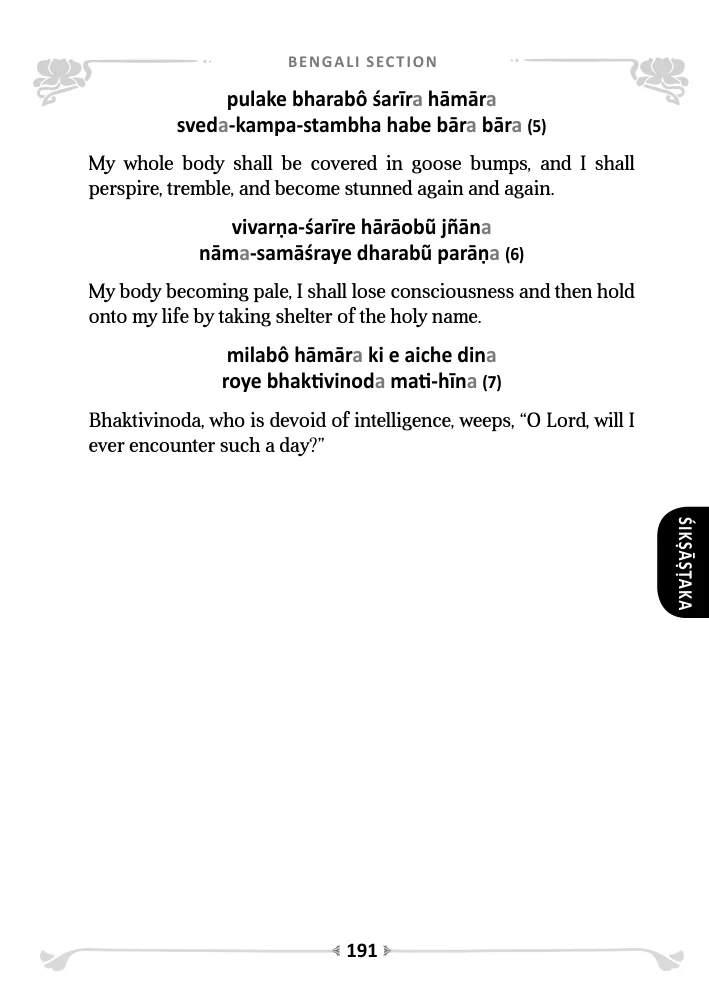 BENGALI SECTION
pulake bharabô śarīra hāmāra
sveda-kampa-stambha habe bāra bāra (5)
My whole body shall be covered in goose bumps, and I shall
perspire, tremble, and become stunned again and again.
vivarṇa-śarīre hārāobũ jñāna
nāma-samāśraye dharabũ parāṇa (6)
My body becoming pale, I shall lose consciousness and then hold
onto my life by taking shelter of the holy name.
milabô hāmāra ki e aiche dina
roye bhaktivinoda mati-hīna (7)
Bhaktivinoda, who is devoid of intelligence, weeps, “O Lord, will I
ever encounter such a day?”
ŚIKṢĀṢṬAKA
191